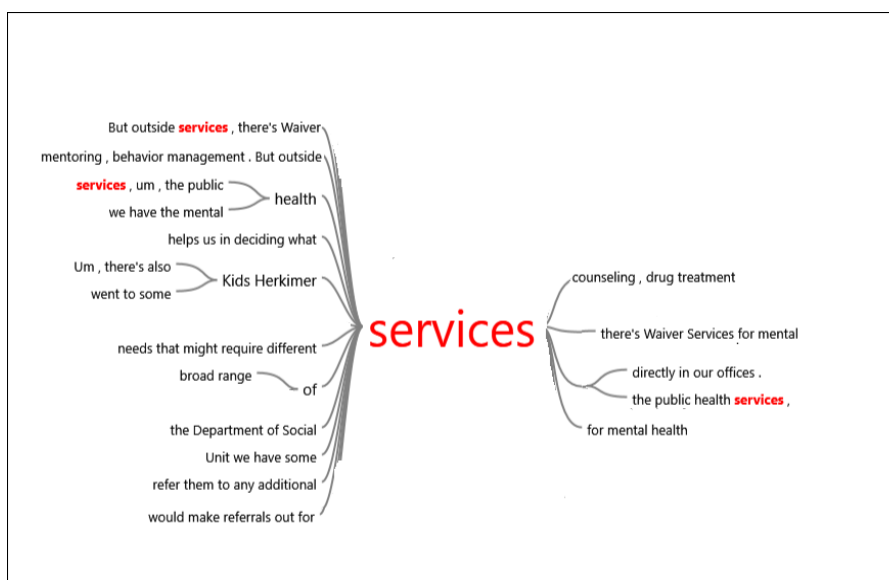 But outside services , there's Waiver
mentoring , behavior management . But outside
services , um , the public
we have the mental
health
helps us in deciding what
Um , there's also
went to some
Kids Herkimer
needs that might require different
broad range
of
the Department of Social
Unit we have some
refer them to any additional
would make referrals out for
services
counseling , drug treatment
there's Waiver Services for mental
directly in our offices .
the public health services ,
for mental health